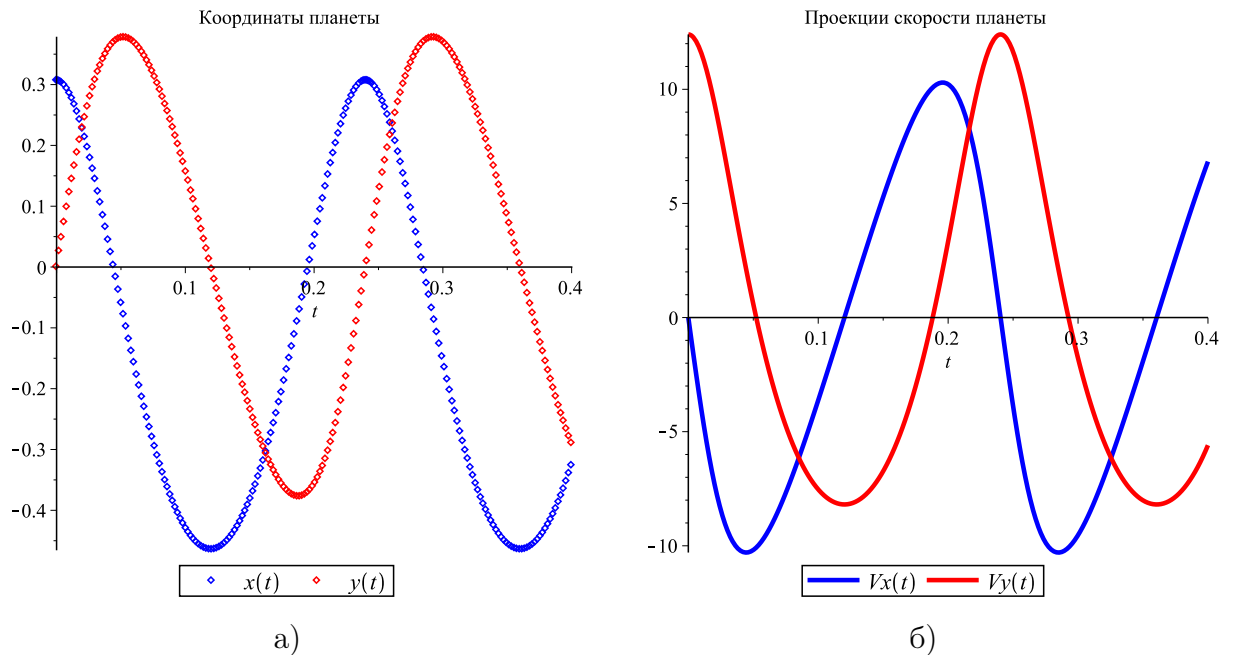 Координаты планеты
0.3
0.2
0.1
0
-0.1
-0.2
-0.3
-0.4
0.1
0.2
0.3
0.4
t
x(t) y(t)
а)
Проекции скорости планеты
10
5
0
-5
-10
0.1
0.2
0.3
0.4
t
Vx(t) Vy(t)
б)